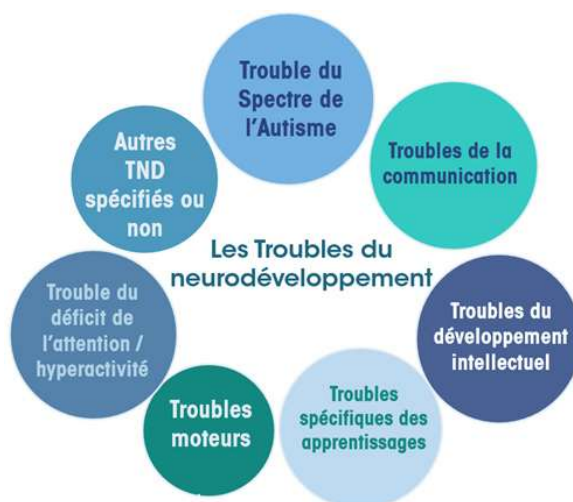 Trouble du
Spectre de
l'Autisme
Troubles de la
communication
Troubles du
développement
intellectuel
Troubles
spécifiques des
apprentissages
Troubles
moteurs
Trouble du
déficit de
l'attention /
hyperactivité
Autres
TND
spécifiés ou
non
Les Troubles du
neurodéveloppement